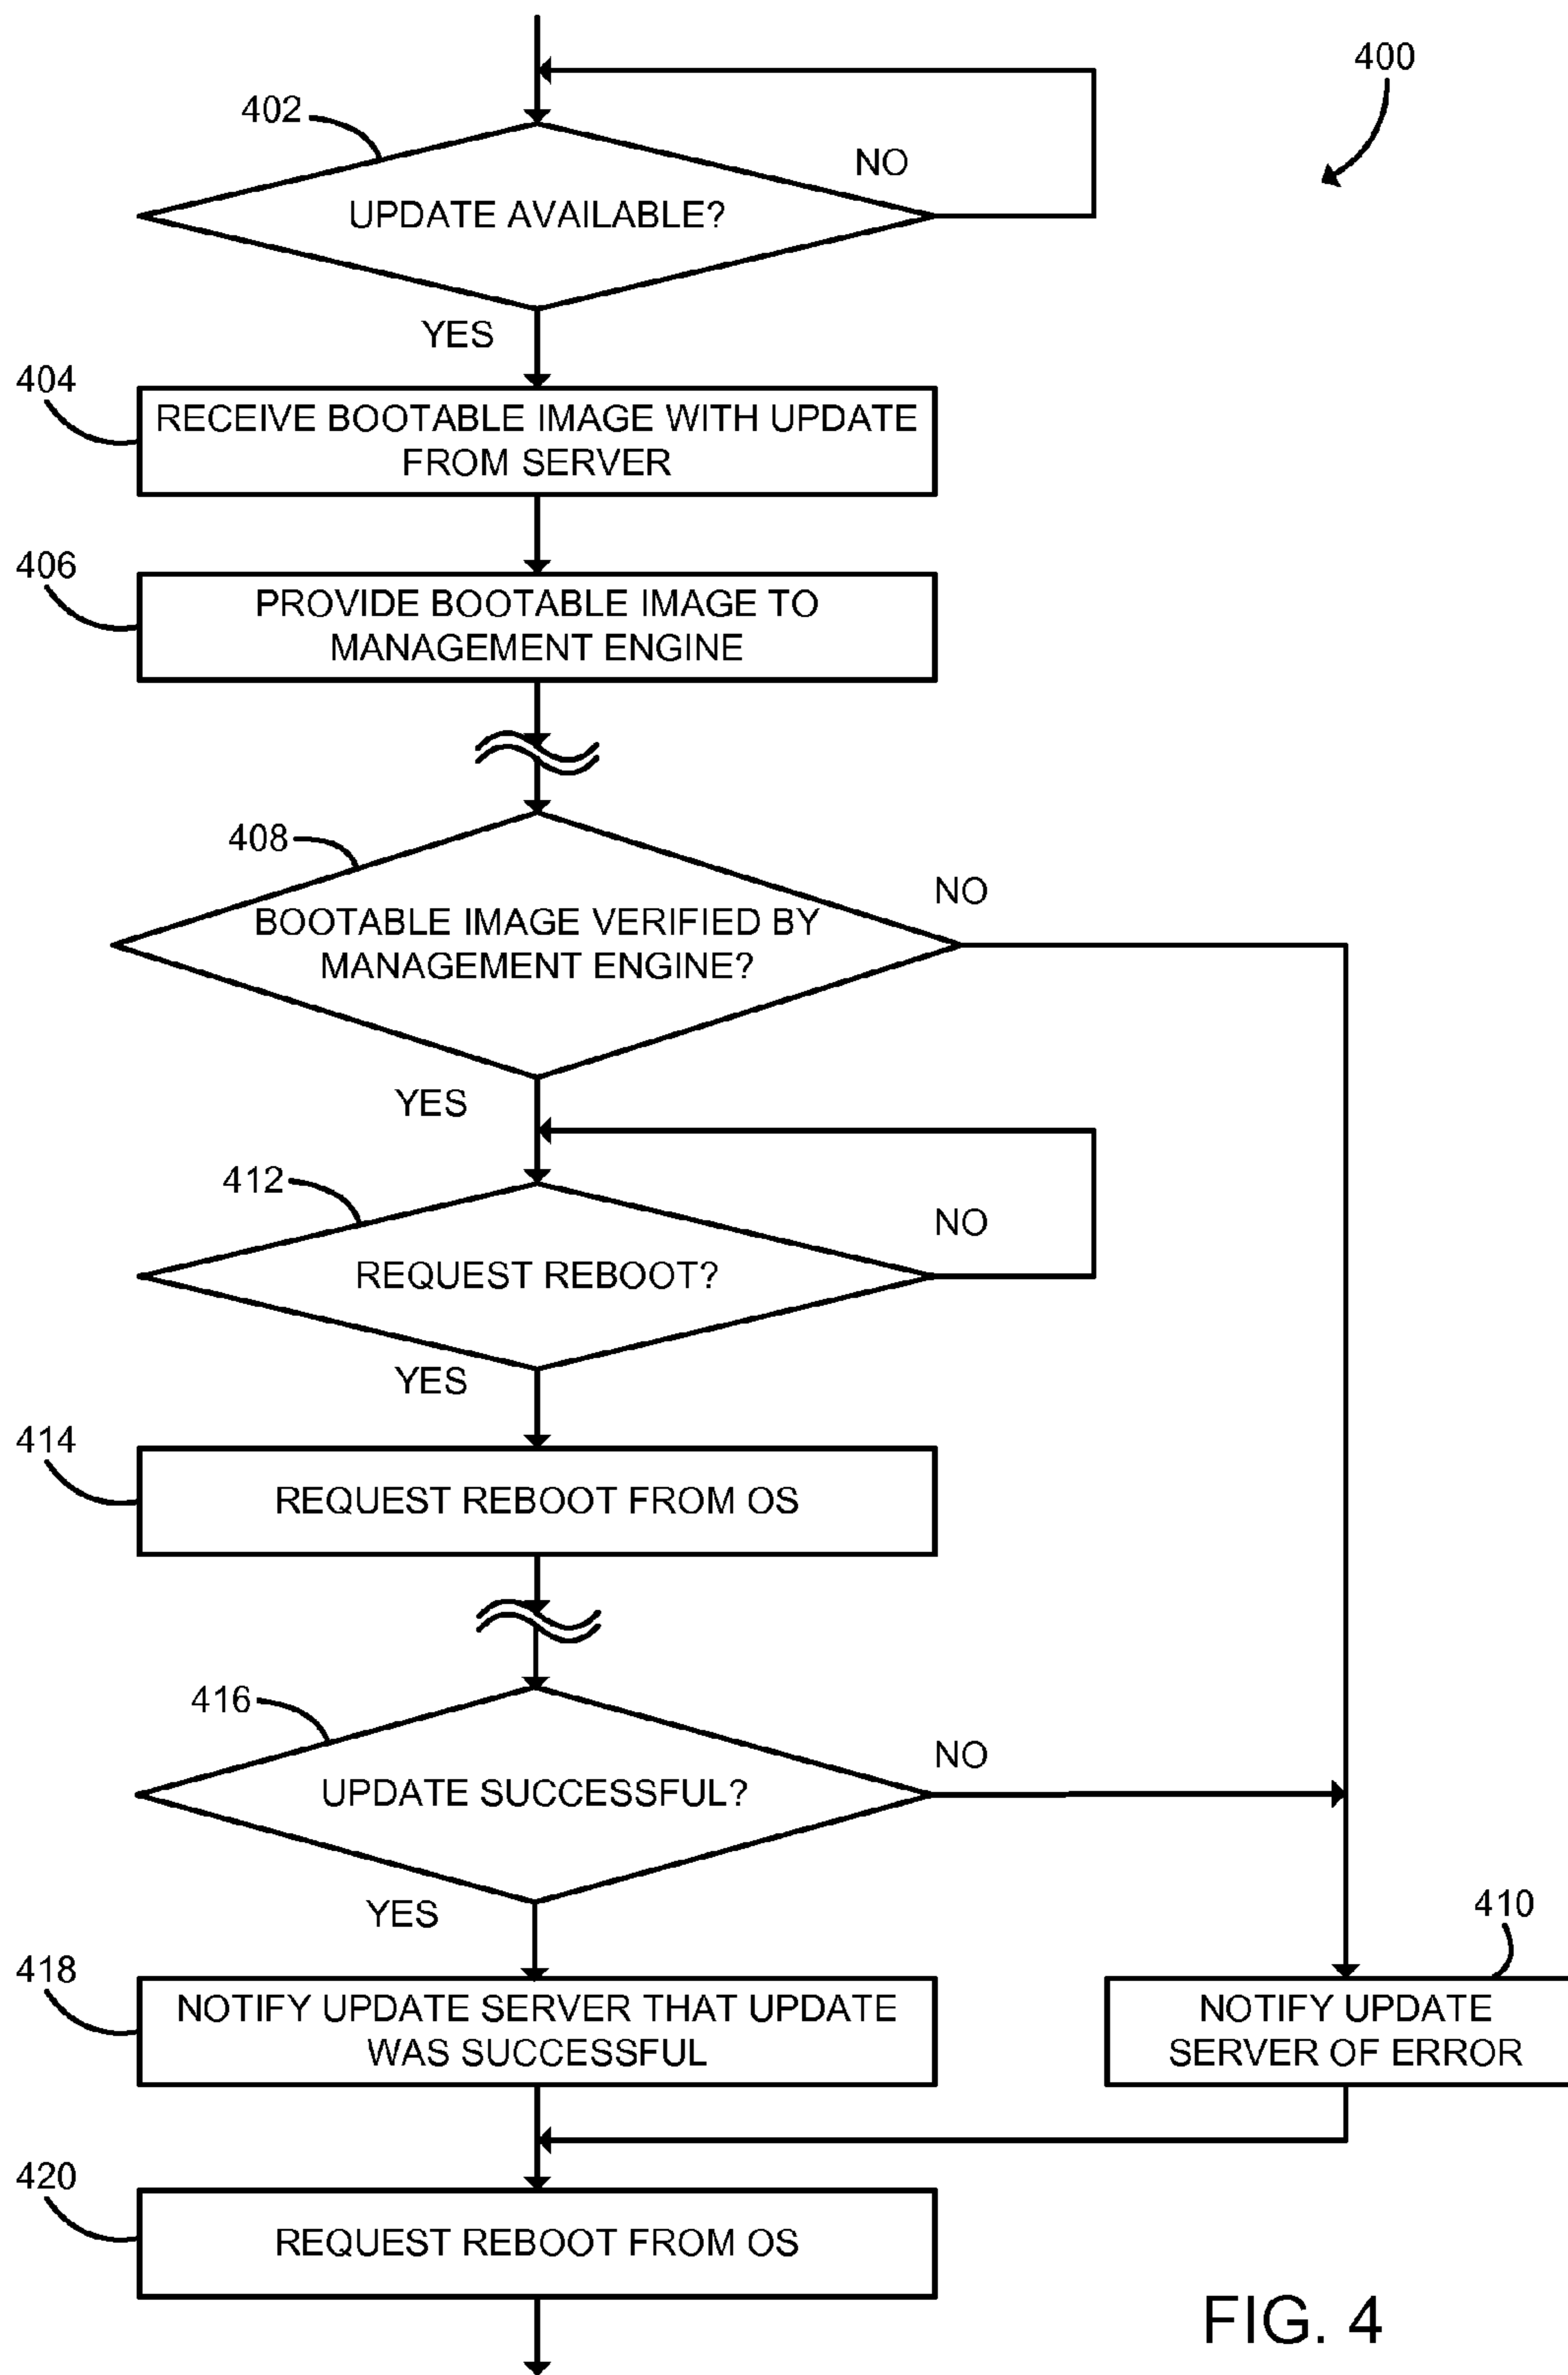 400
402
NO
UPDATE AVAILABLE?
YES
404
RECEIVE BOOTABLE IMAGE WITH UPDATE
FROM SERVER
406
PROVIDE BOOTABLE IMAGE TO
MANAGEMENT ENGINE
408
NO
BOOTABLE IMAGE VERIFIED BY
MANAGEMENT ENGINE?
YES
412
NO
REQUEST REBOOT?
YES
414
REQUEST REBOOT FROM OS
416
NO
UPDATE SUCCESSFUL?
YES
410
418
NOTIFY UPDATE SERVER THAT UPDATE
WAS SUCCESSFUL
NOTIFY UPDATE
SERVER OF ERROR
420
REQUEST REBOOT FROM OS
FIG. 4